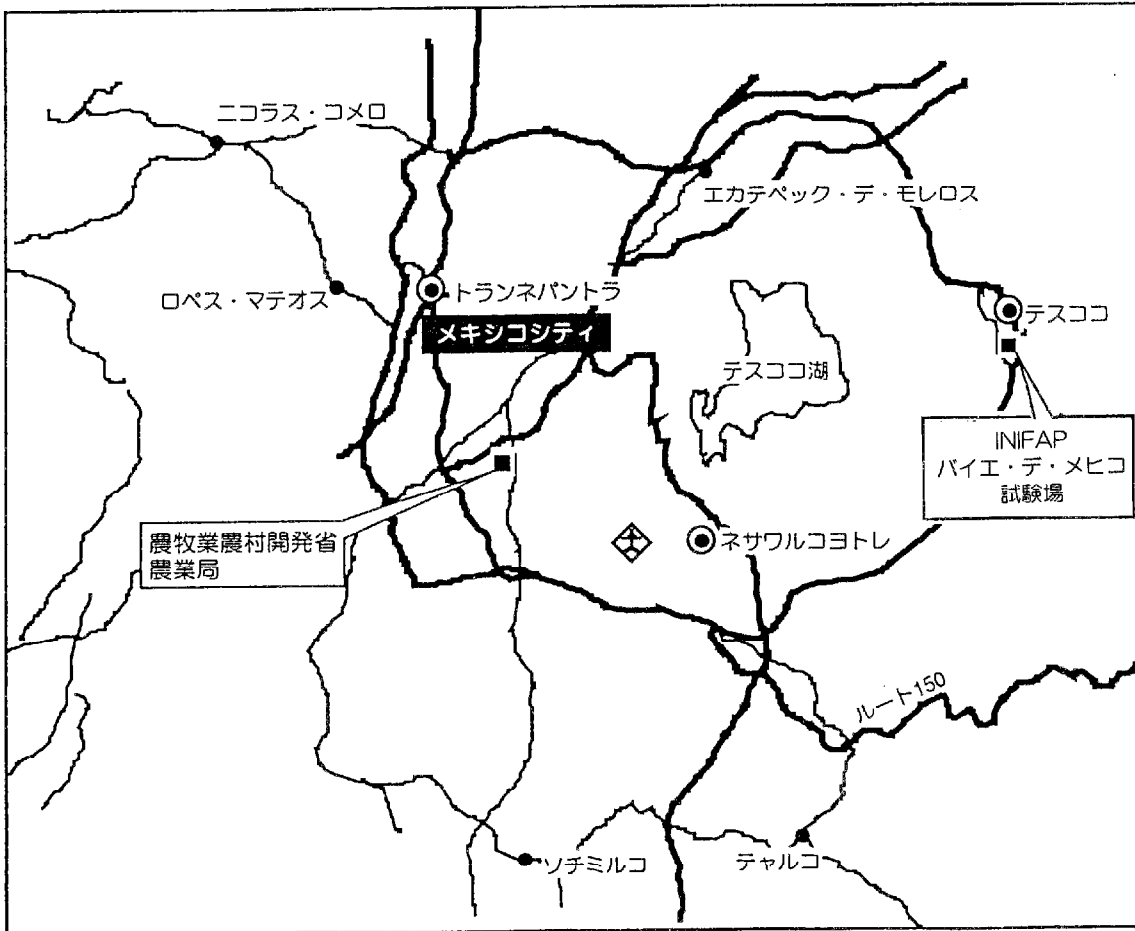 ニコラス・コメロ
エカテペック・デ・モレロス
ロペス・マテオス
トランネパントラ
メキシコシティ
テスココ
テスココ湖
INIFAP
バイエ・デ・メヒコ
試験場
農牧業農村開発省
農業局
ネサワルコヨトレ
ルート150
ソチミルコ
チャルコ